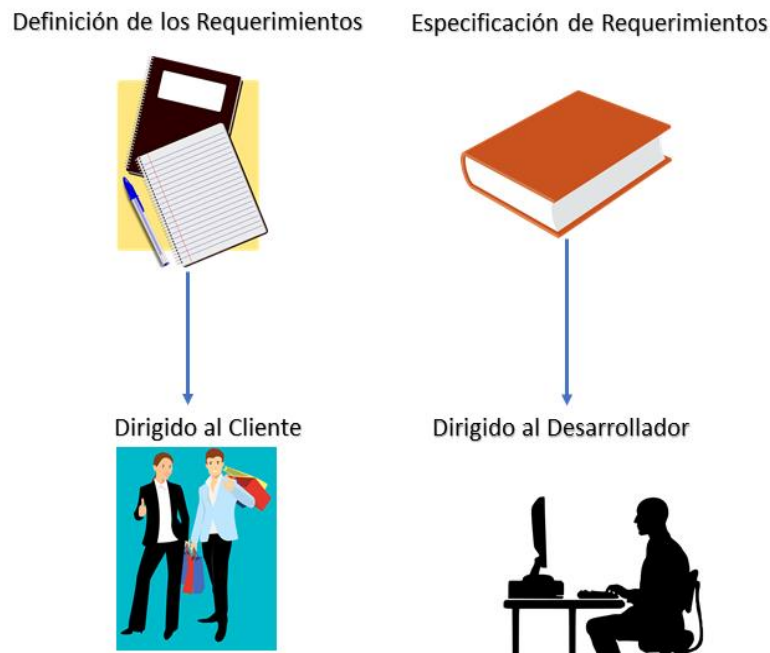 Definición de los Requerimientos
Especificación de Requerimientos
Dirigido al Cliente
Dirigido al Desarrollador